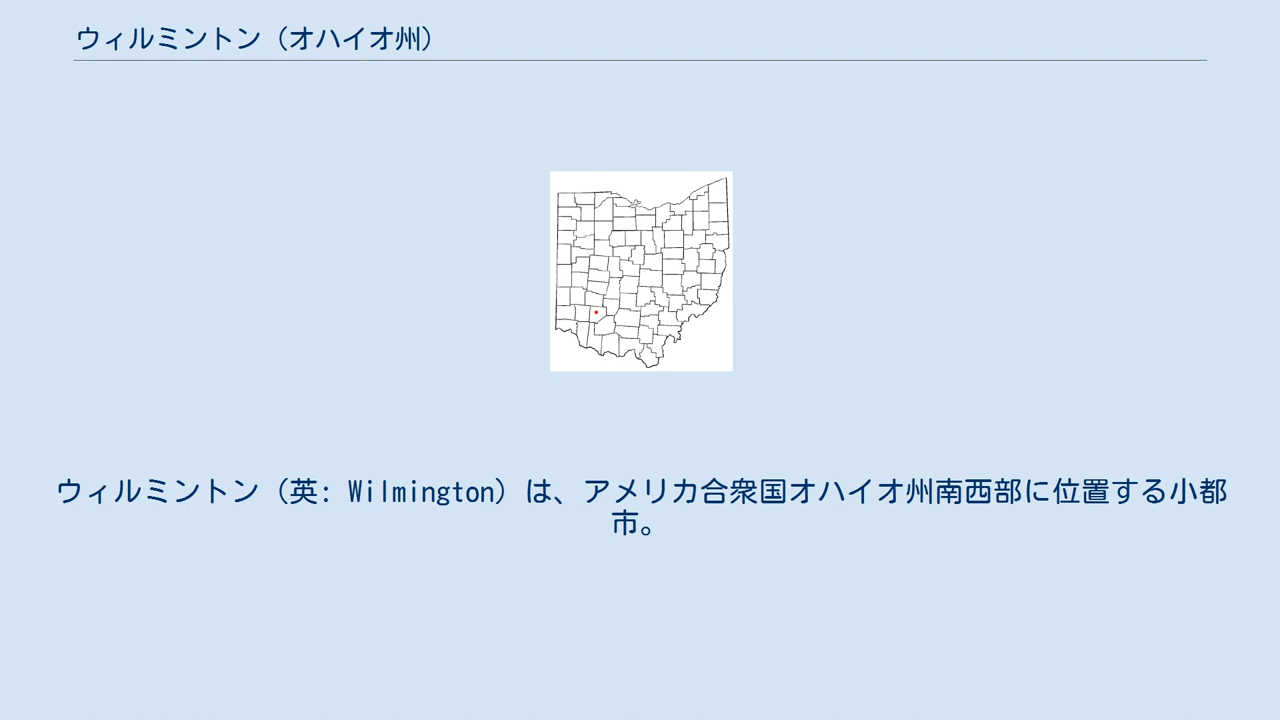 ウィルミントン（オハイオ州）
ウィルミントン（英: Wilmington）は、アメリカ合衆国オハイオ州南西部に位置する小都
市。